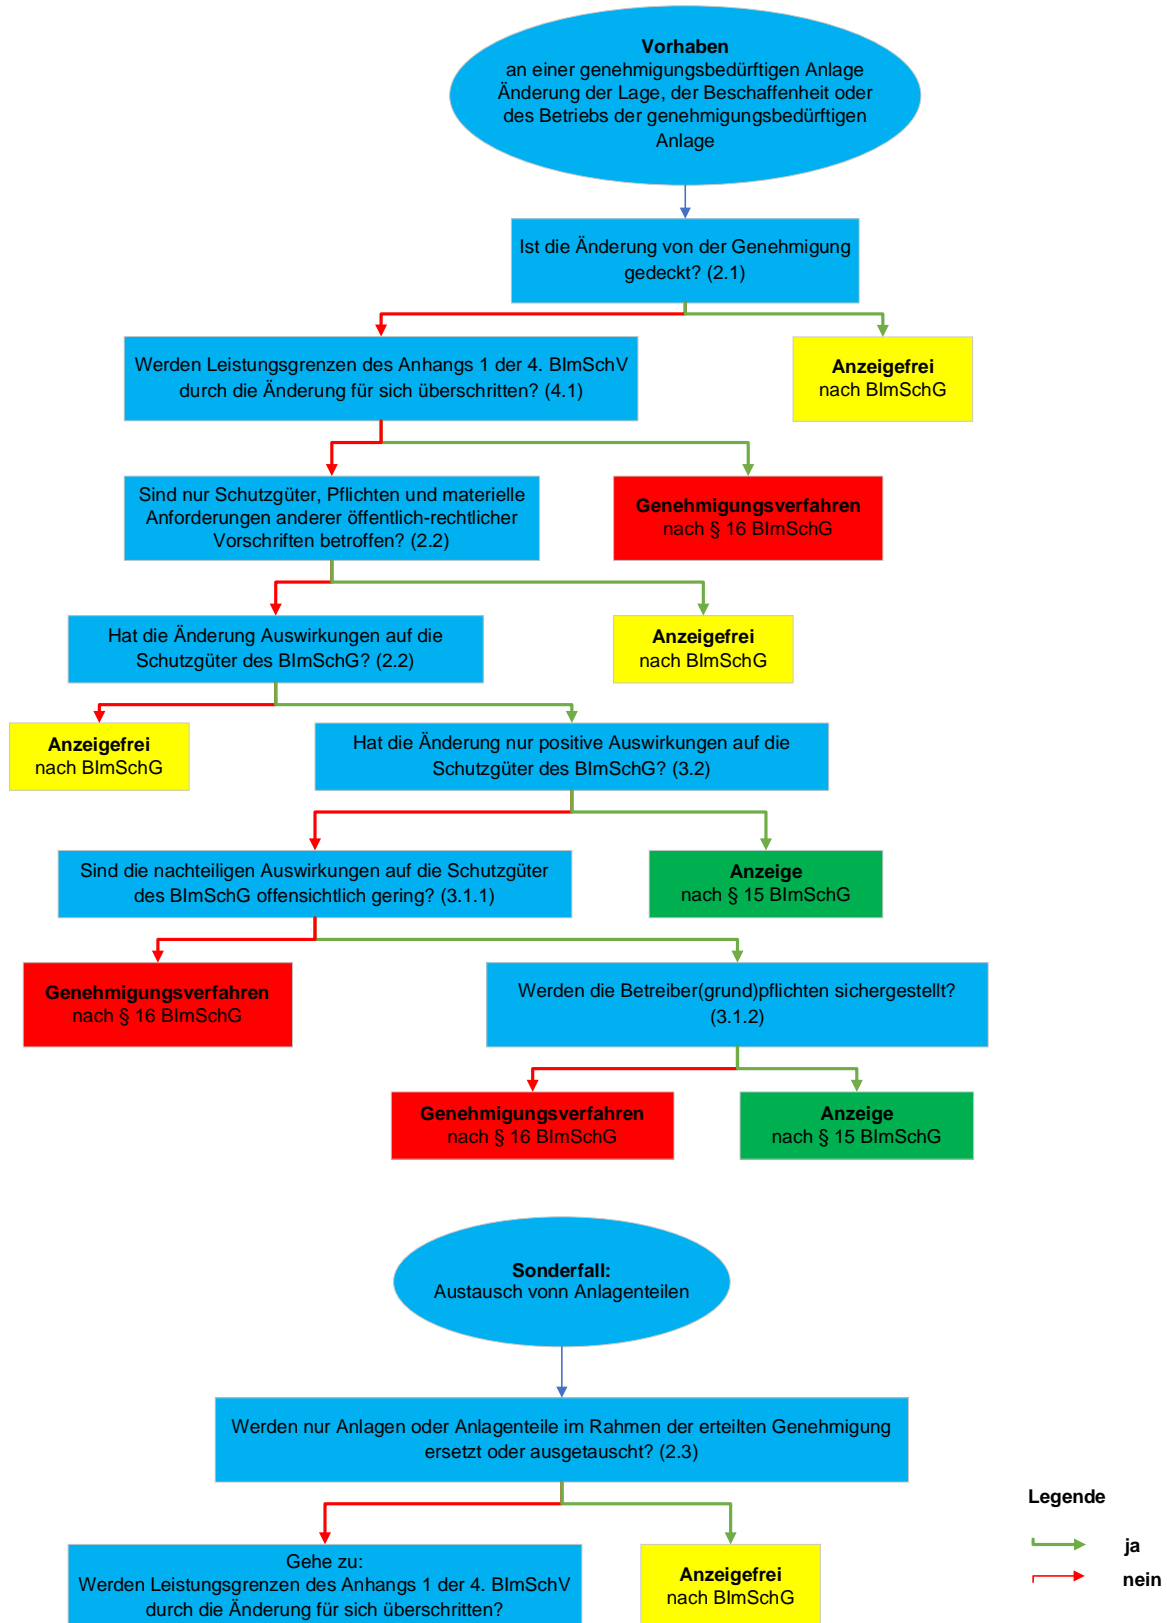 Vorhaben
an einer genehmigungsbedürftigen Anlage
Änderung der Lage, der Beschaffenheit oder
des Betriebs der genehmigungsbedürftigen
Anlage
Ist die Änderung von der Genehmigung
gedeckt? (2.1)
Werden Leistungsgrenzen des Anhangs 1 der 4. BImSchV
durch die Änderung für sich überschritten? (4.1)
Anzeigefrei
nach BImSchG
Sind nur Schutzgüter, Pflichten und materielle
Anforderungen anderer öffentlich-rechtlicher
Vorschriften betroffen? (2.2)
Genehmigungsverfahren
nach § 16 BImSchG
Hat die Änderung Auswirkungen auf die
Schutzgüter des BImSchG? (2.2)
Anzeigefrei
nach BImSchG
Anzeigefrei
nach BImSchG
Hat die Änderung nur positive Auswirkungen auf die
Schutzgüter des BImSchG? (3.2)
Sind die nachteiligen Auswirkungen auf die Schutzgüter
des BImSchG offensichtlich gering? (3.1.1)
Anzeige
nach § 15 BImSchG
Genehmigungsverfahren
nach § 16 BImSchG
Werden die Betreiber(grund)pflichten sichergestellt?
(3.1.2)
Genehmigungsverfahren
nach § 16 BImSchG
Anzeige
nach § 15 BImSchG
Sonderfall:
Austausch vonn Anlagenteilen
Werden nur Anlagen oder Anlagenteile im Rahmen der erteilten Genehmigung
ersetzt oder ausgetauscht? (2.3)
Gehe zu:
Werden Leistungsgrenzen des Anhangs 1 der 4. BImSchV
durch die Änderung für sich überschritten?
Anzeigefrei
nach BImSchG
Legende
ja
nein